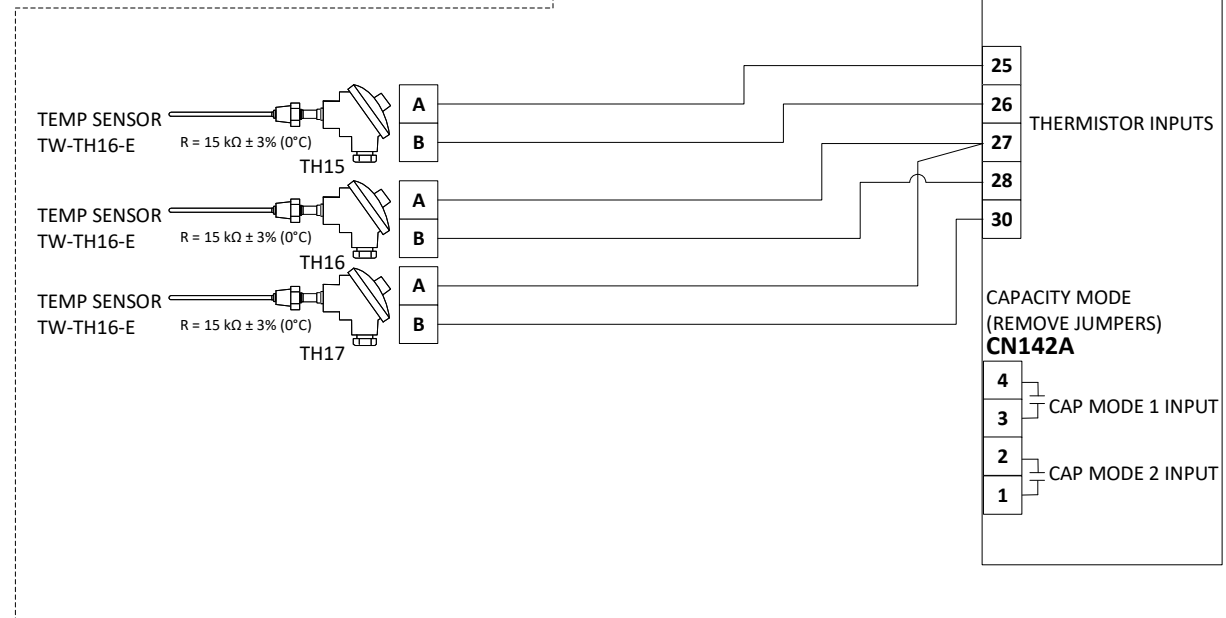 TEMP SENSOR
TW-TH16-E
R = 15 kΩ ± 3% (0°C)
TH15
A
B
TEMP SENSOR
TW-TH16-E
R = 15 kΩ ± 3% (0°C)
TH16
A
B
TEMP SENSOR
TW-TH16-E
R = 15 kΩ ± 3% (0°C)
TH17
A
B
25
26
27
28
30
THERMISTOR INPUTS
CAPACITY MODE
(REMOVE JUMPERS)
CN142A
4
3
CAP MODE 1 INPUT
2
1
CAP MODE 2 INPUT